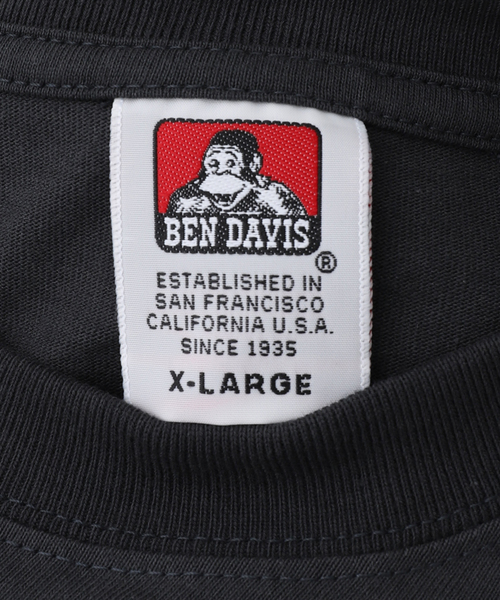 BEN DAVIS
®
ESTABLISHED IN
SAN FRANCISCO
CALIFORNIA U.S.A.
SINCE 1935
X-LARGE